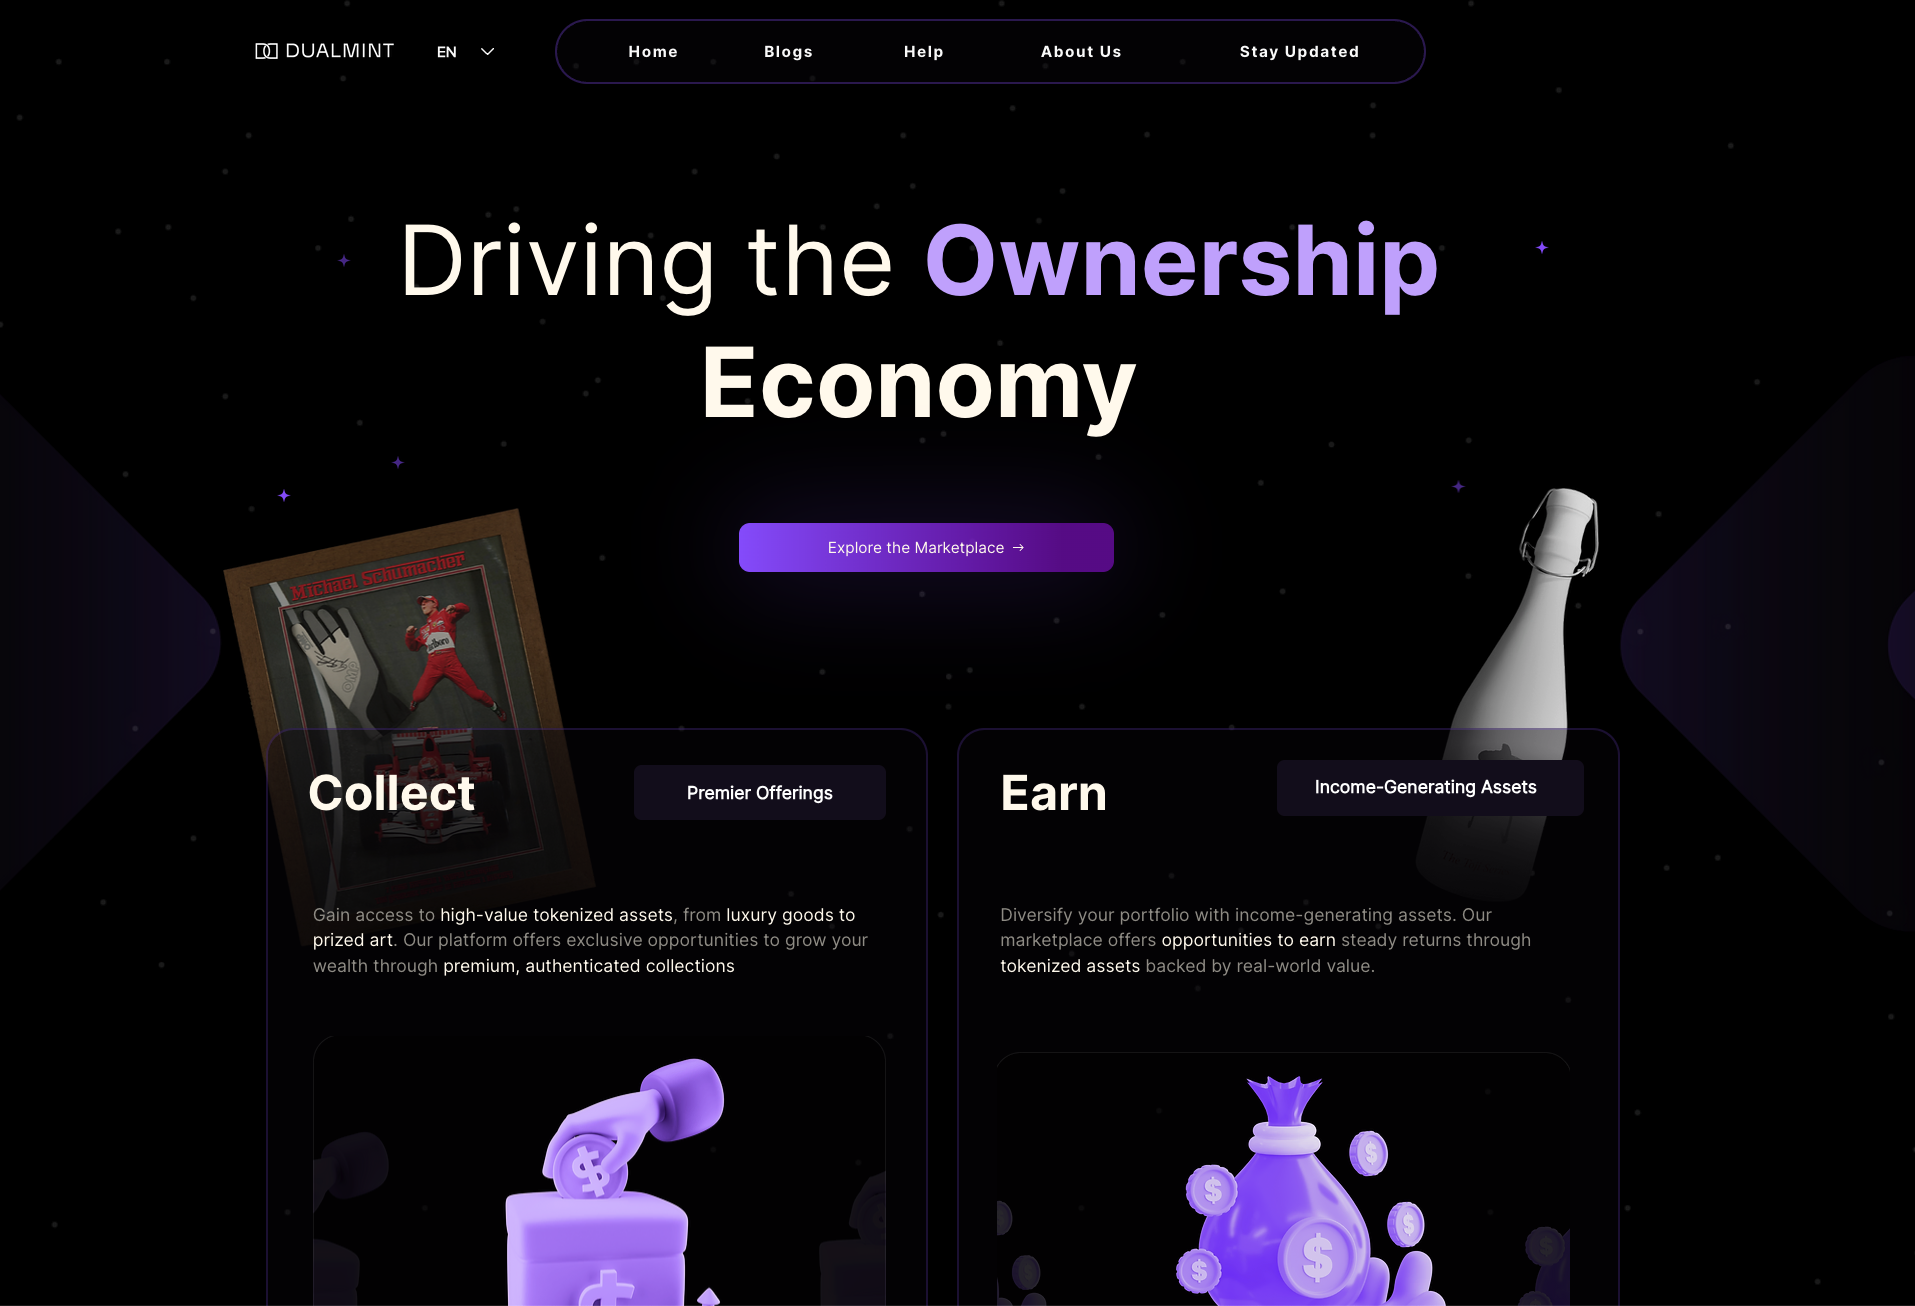 DUALMINT
EN
Home
Blogs
Help
About Us
Stay Updated
Driving the Ownership
Economy
Explore the Marketplace →
Michael Schumacher
Marlboro
OMP
Collect
Premier Offerings
Gain access to high-value tokenized assets, from luxury goods to
prized art. Our platform offers exclusive opportunities to grow your
wealth through premium, authenticated collections
Earn
Income-Generating Assets
Diversify your portfolio with income-generating assets. Our
marketplace offers opportunities to earn steady returns through
tokenized assets backed by real-world value.
$
$
$
$
$
$